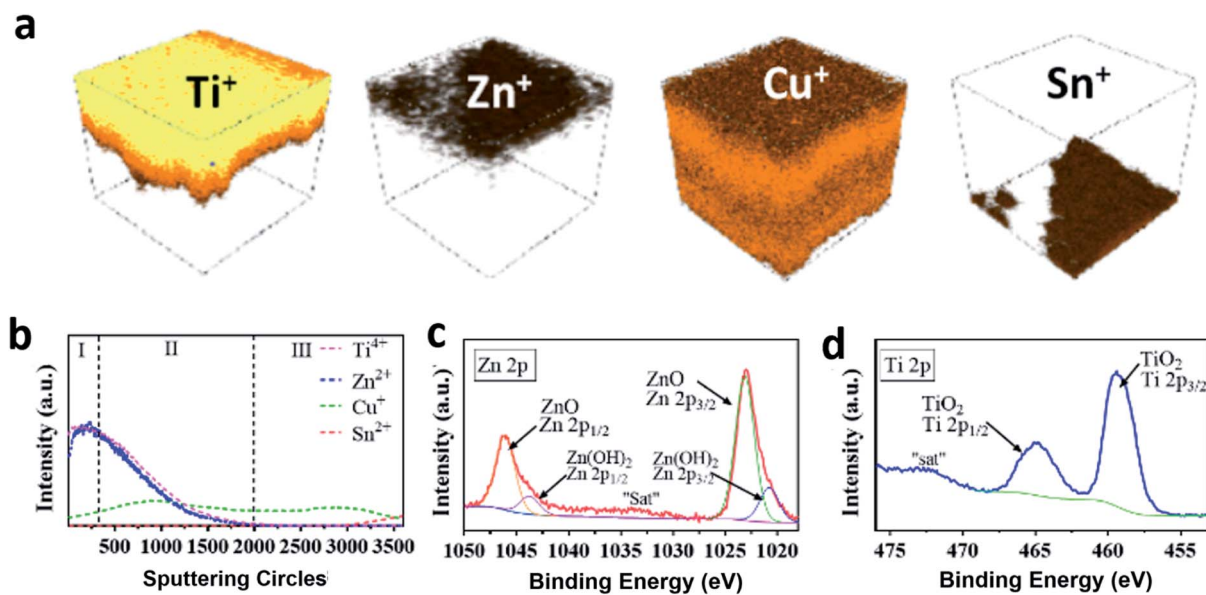 a
Ti+
Zn+
Cu+
Sn+
b
I
II
III
Ti4+
Zn2+
Cu+
Sn2+
Intensity (a.u.)
500 1000 1500 2000 2500 3000 3500
Sputtering Circles
c
Zn 2p
ZnO
Zn 2p1/2
Zn(OH)2
Zn 2p1/2
"Sat"
ZnO
Zn 2p3/2
Zn(OH)2
Zn 2p3/2
Intensity (a.u.)
1050 1045 1040 1035 1030 1025 1020
Binding Energy (eV)
d
Ti 2p
"sat"
TiO2
Ti 2p1/2
TiO2
Ti 2p3/2
Intensity (a.u.)
475 470 465 460 455
Binding Energy (eV)